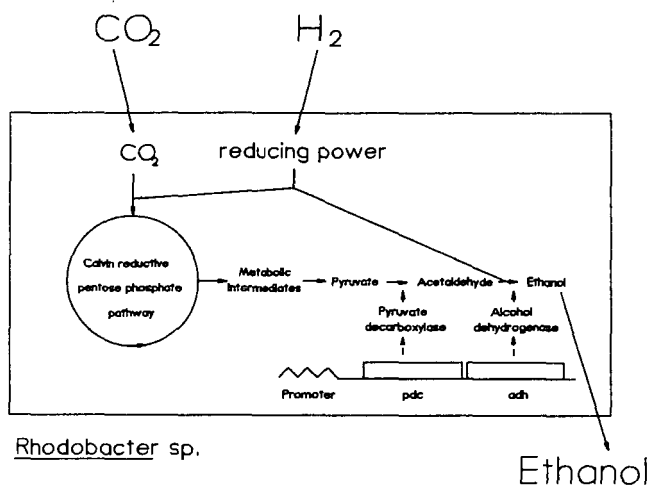 CO2 H2
CO2 reducing power
Calvin reductive
pentose phosphate
pathway
Metabolic
Intermediates
Pyruvate
Acetaldehyde
Ethanol
Pyruvate
decarboxylase
Alcohol
dehydrogenase
Promoter pdc adh
Rhodobacter sp.
Ethanol